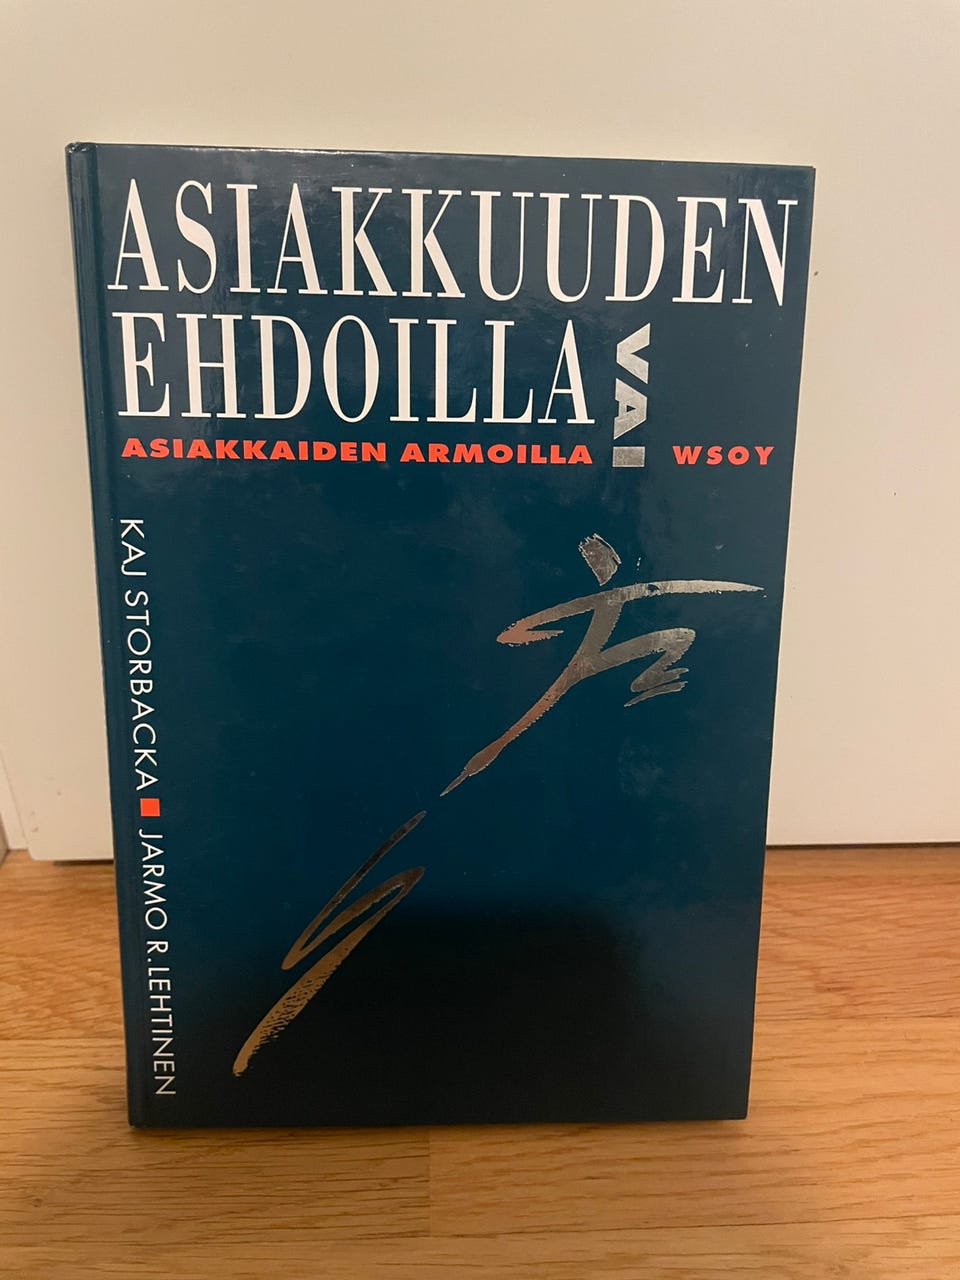 ASIAKKUUDEN
EHDOILLA VAI
ASIAKKAIDEN ARMOILLA
WSOY
KAJ STORBACKA ■ JARMO R. LEHTINEN